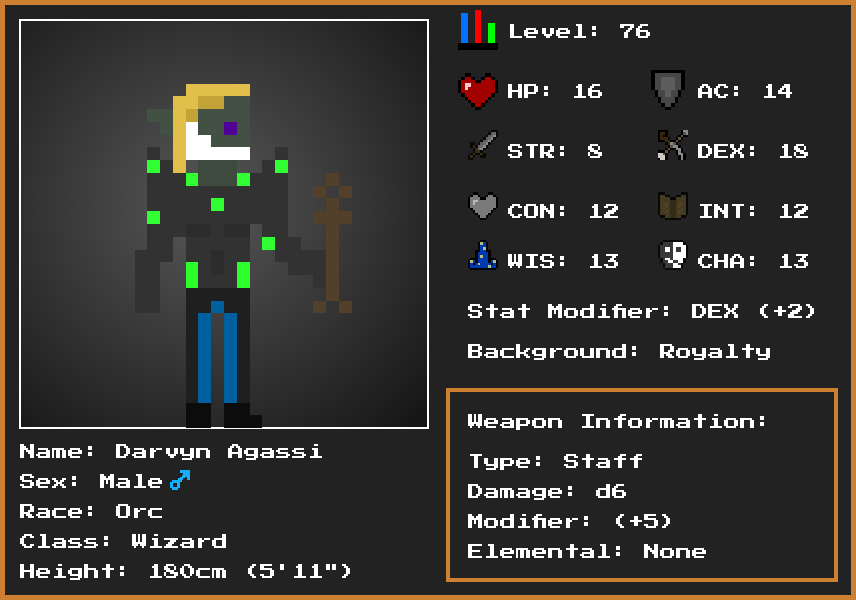 Level: 76
HP: 16 AC: 14
STR: 8 DEX: 18
CON: 12 INT: 12
WIS: 13 CHA: 13
Stat Modifier: DEX (+2)
Background: Royalty
Weapon Information:
Type: Staff
Damage: d6
Modifier: (+5)
Elemental: None
Name: Darvyn Agassi
Sex: Male ♂
Race: Orc
Class: Wizard
Height: 180cm (5'11")